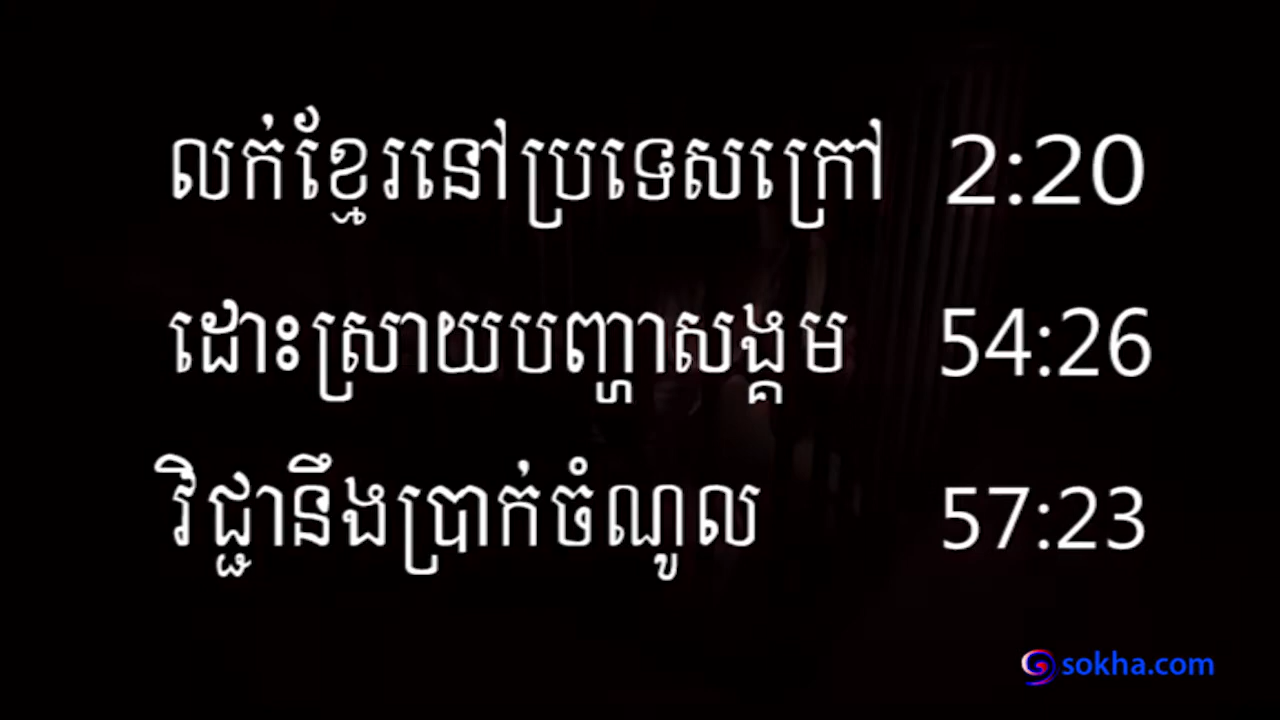 លក់ខ្មែរនៅប្រទេសក្រៅ 2:20
ដោះស្រាយបញ្ហាសង្គម 54:26
វិជ្ជានឹងប្រាក់ចំណូល 57:23
sokha.com